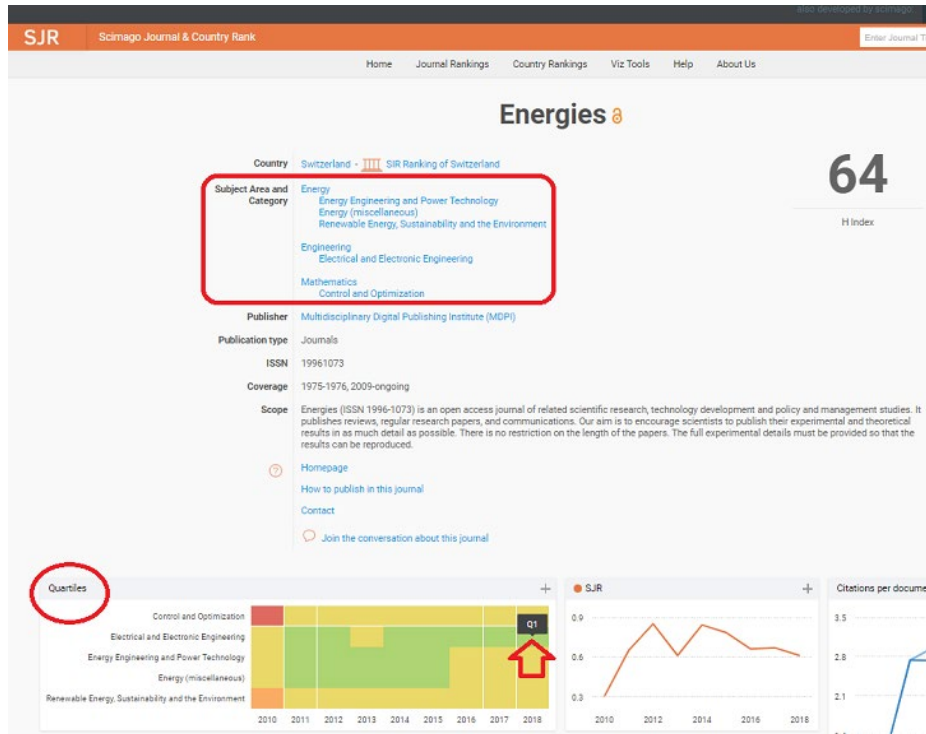 also developed by scimago:
SJR Scimago Journal & Country Rank
Enter Journal T
Home Journal Rankings Country Rankings Viz Tools Help About Us
Energies
Country Switzerland - SIR Ranking of Switzerland
64
H Index
Subject Area and Category
Energy
Energy Engineering and Power Technology
Energy (miscellaneous)
Renewable Energy, Sustainability and the Environment
Engineering
Electrical and Electronic Engineering
Mathematics
Control and Optimization
Publisher Multidisciplinary Digital Publishing Institute (MDPI)
Publication type Journals
ISSN 19961073
Coverage 1975-1976, 2009-ongoing
Scope Energies (ISSN 1996-1073) is an open access journal of related scientific research, technology development and policy and management studies. It
publishes reviews, regular research papers, and communications. Our aim is to encourage scientists to publish their experimental and theoretical
results in as much detail as possible. There is no restriction on the length of the papers. The full experimental details must be provided so that the
results can be reproduced.
? Homepage
How to publish in this journal
Contact
Join the conversation about this journal
Quartiles +
Control and Optimization
Electrical and Electronic Engineering
Energy Engineering and Power Technology
Energy (miscellaneous)
Renewable Energy, Sustainability and the Environment
Q1
2010 2011 2012 2013 2014 2015 2016 2017 2018
SJR +
0.9
0.6
0.3
2010 2012 2014 2016 2018
Citations per docume
3.5
2.8
2.1